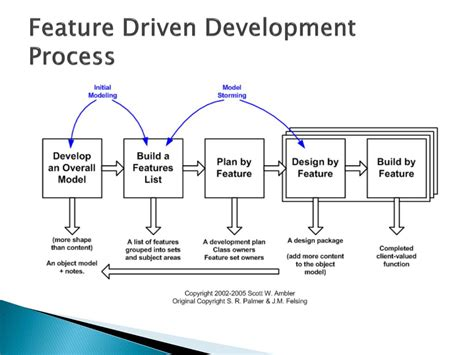 Feature Driven Development
Process
Initial
Modeling
Model
Storming
Develop
an Overall
Model
Build a
Features
List
Plan by
Feature
Design by
Feature
Build by
Feature
(more shape
than content)
An object model
+ notes.
A list of features
grouped into sets
and subject areas
A development plan
Class owners
Feature set owners
A design package
(add more content
to the object
model)
Completed
client-valued
function
Copyright 2002-2005 Scott W. Ambler
Original Copyright S. R. Palmer & J.M. Felsing